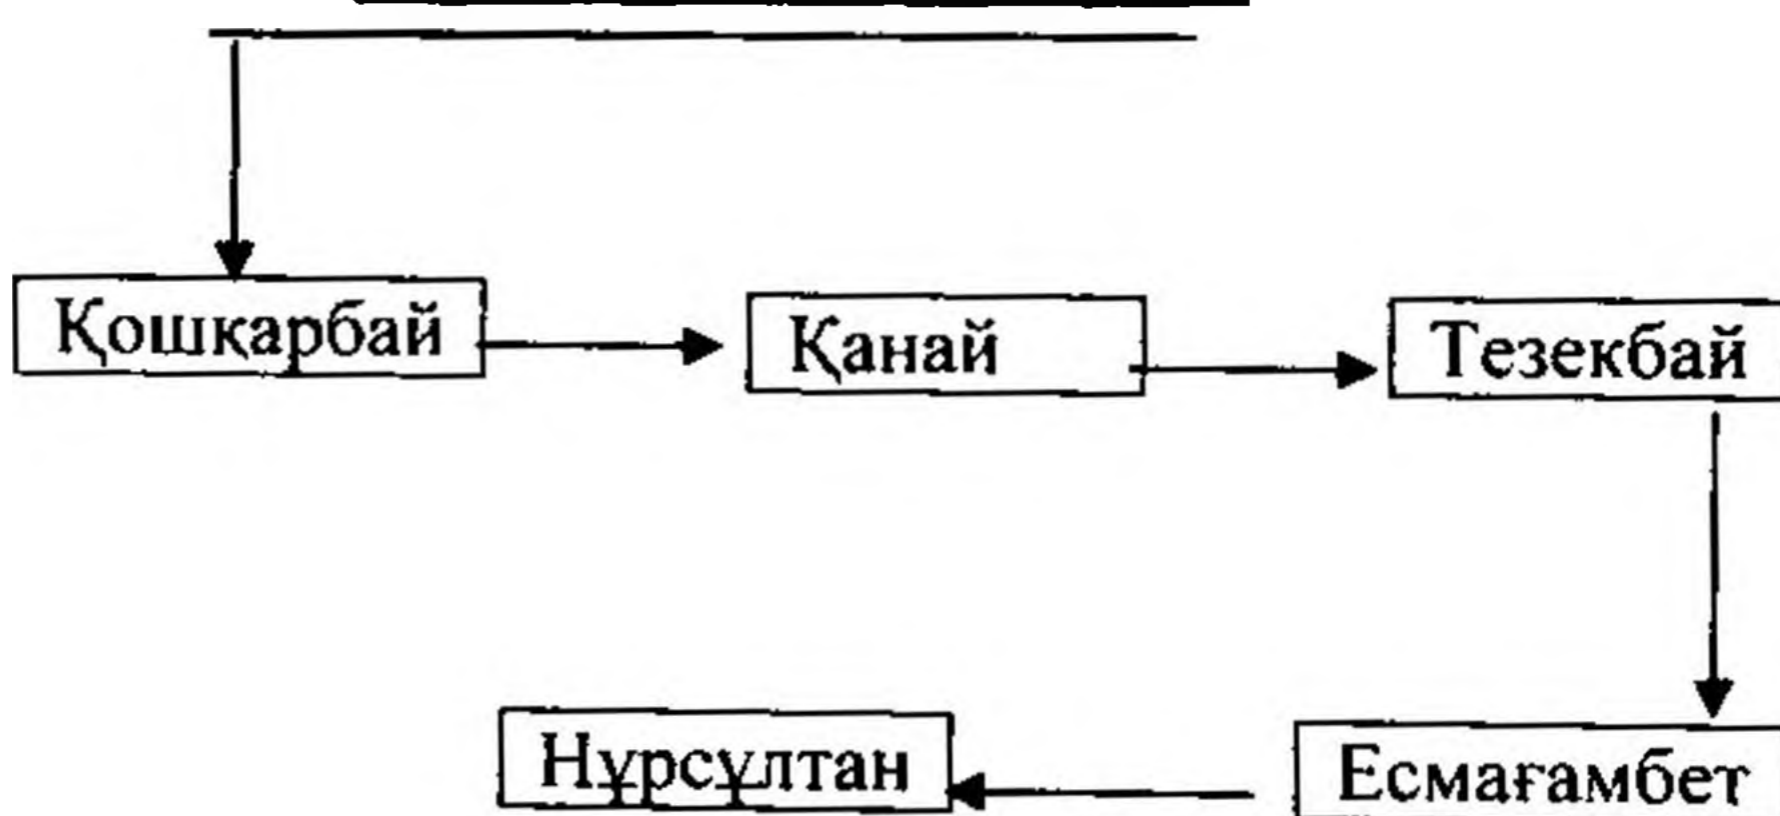 Қошқарбай
Қанай
Тезекбай
Нұрсұлтан
Есмағамбет